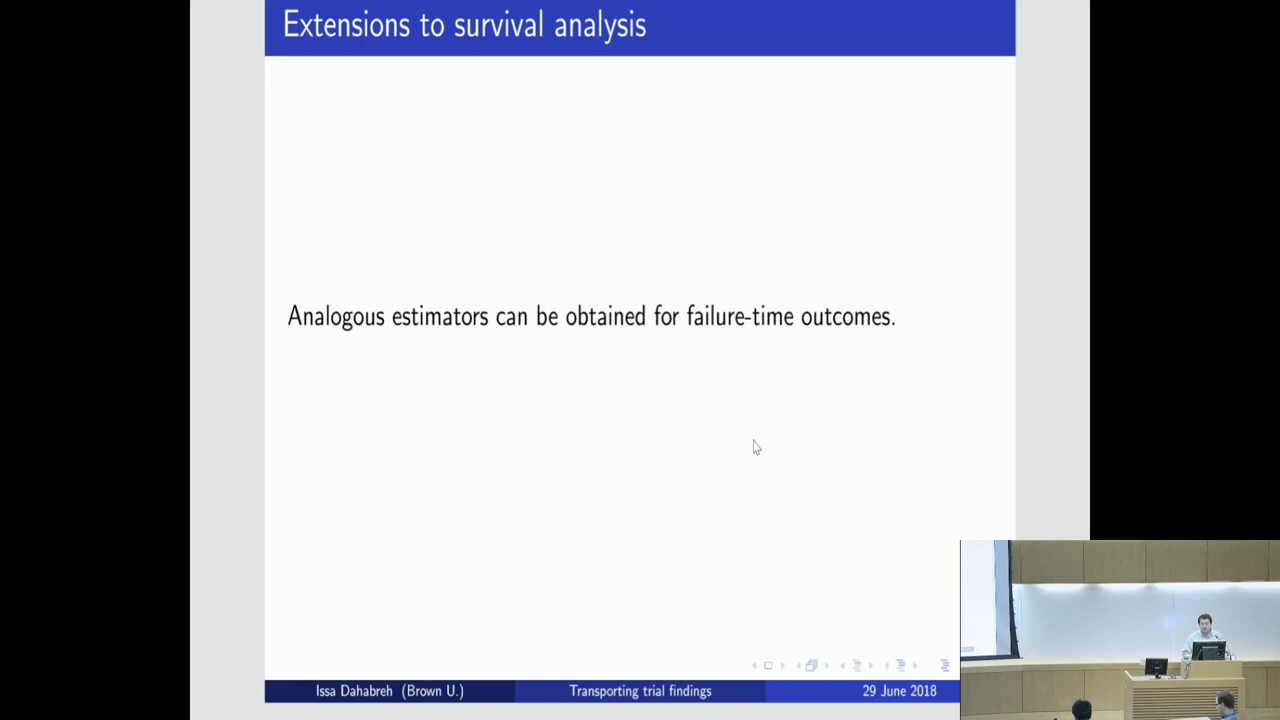 Extensions to survival analysis
Analogous estimators can be obtained for failure-time outcomes.
Issa Dahabreh (Brown U.)
Transporting trial findings
29 June 2018